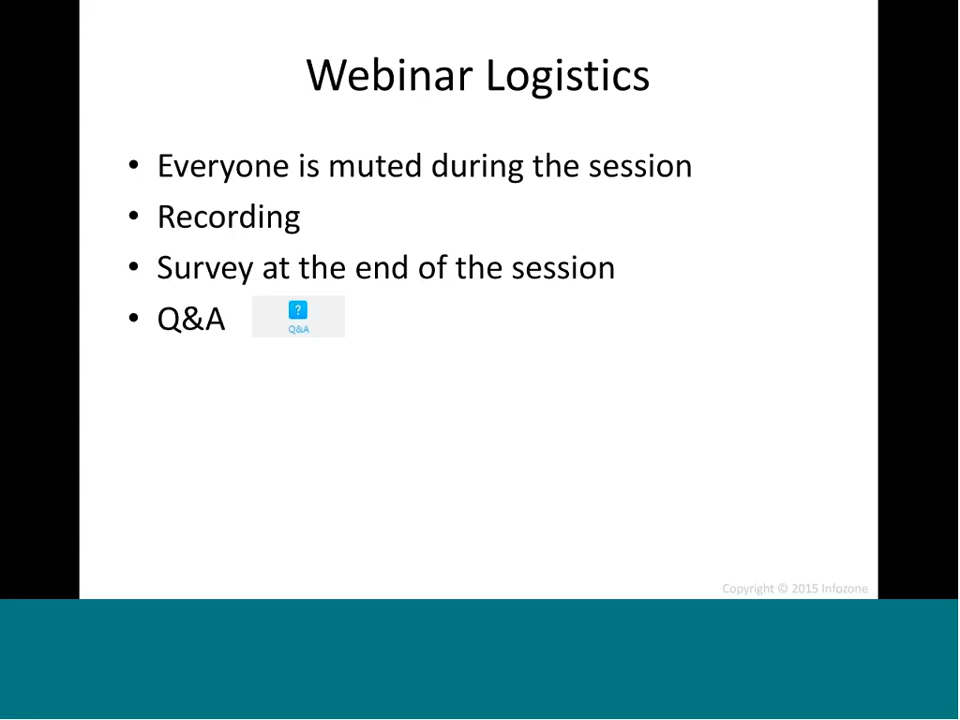 Webinar Logistics
• Everyone is muted during the session
• Recording
• Survey at the end of the session
• Q&A
?
Q&A
Copyright © 2015 Infozone